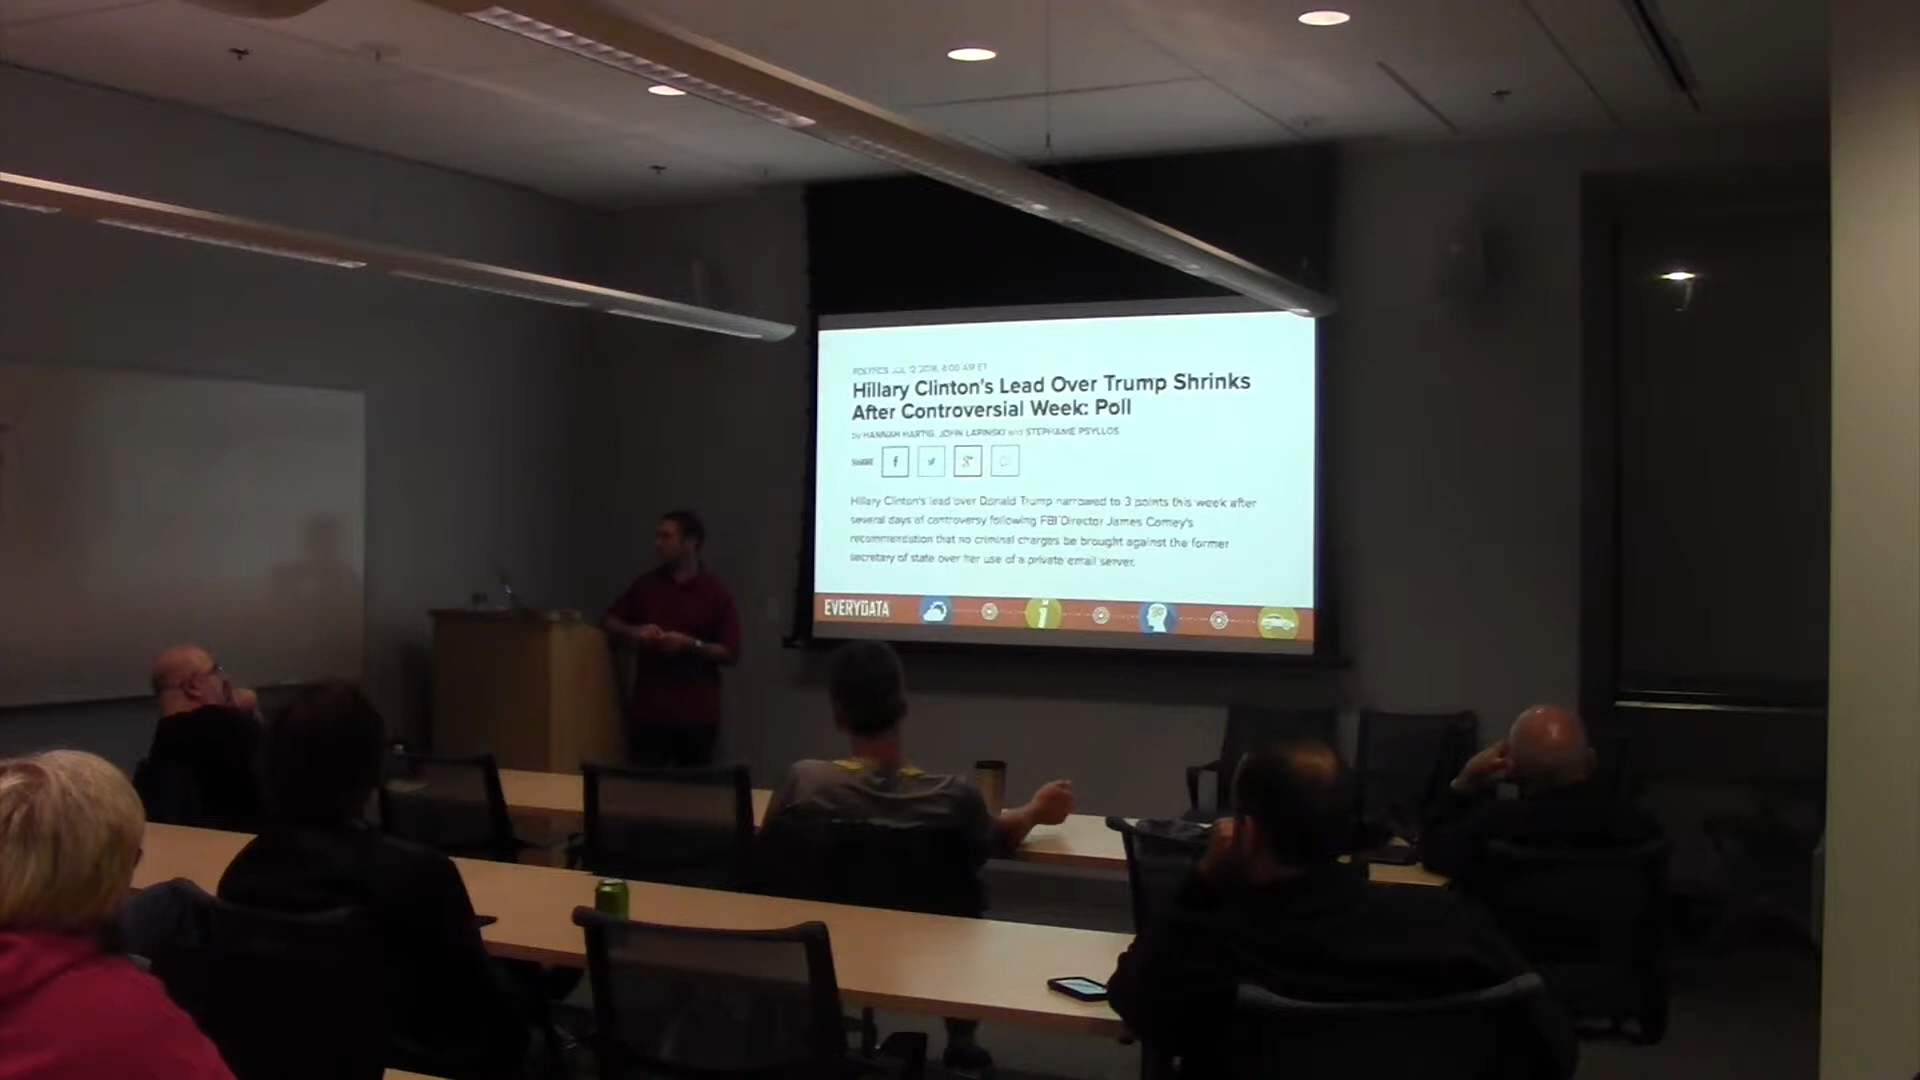 POLITICS JUL 12 2016, 6:00 AM ET
Hillary Clinton's Lead Over Trump Shrinks
After Controversial Week: Poll
by HANNAH HARTIG, JOHN LAPINSKI and STEPHANIE PSYLLOS
SHARE
Hillary Clinton's lead over Donald Trump narrowed to 3 points this week after
several days of controversy following FBI Director James Comey's
recommendation that no criminal charges be brought against the former
secretary of state over her use of a private email server.
EVERYDATA